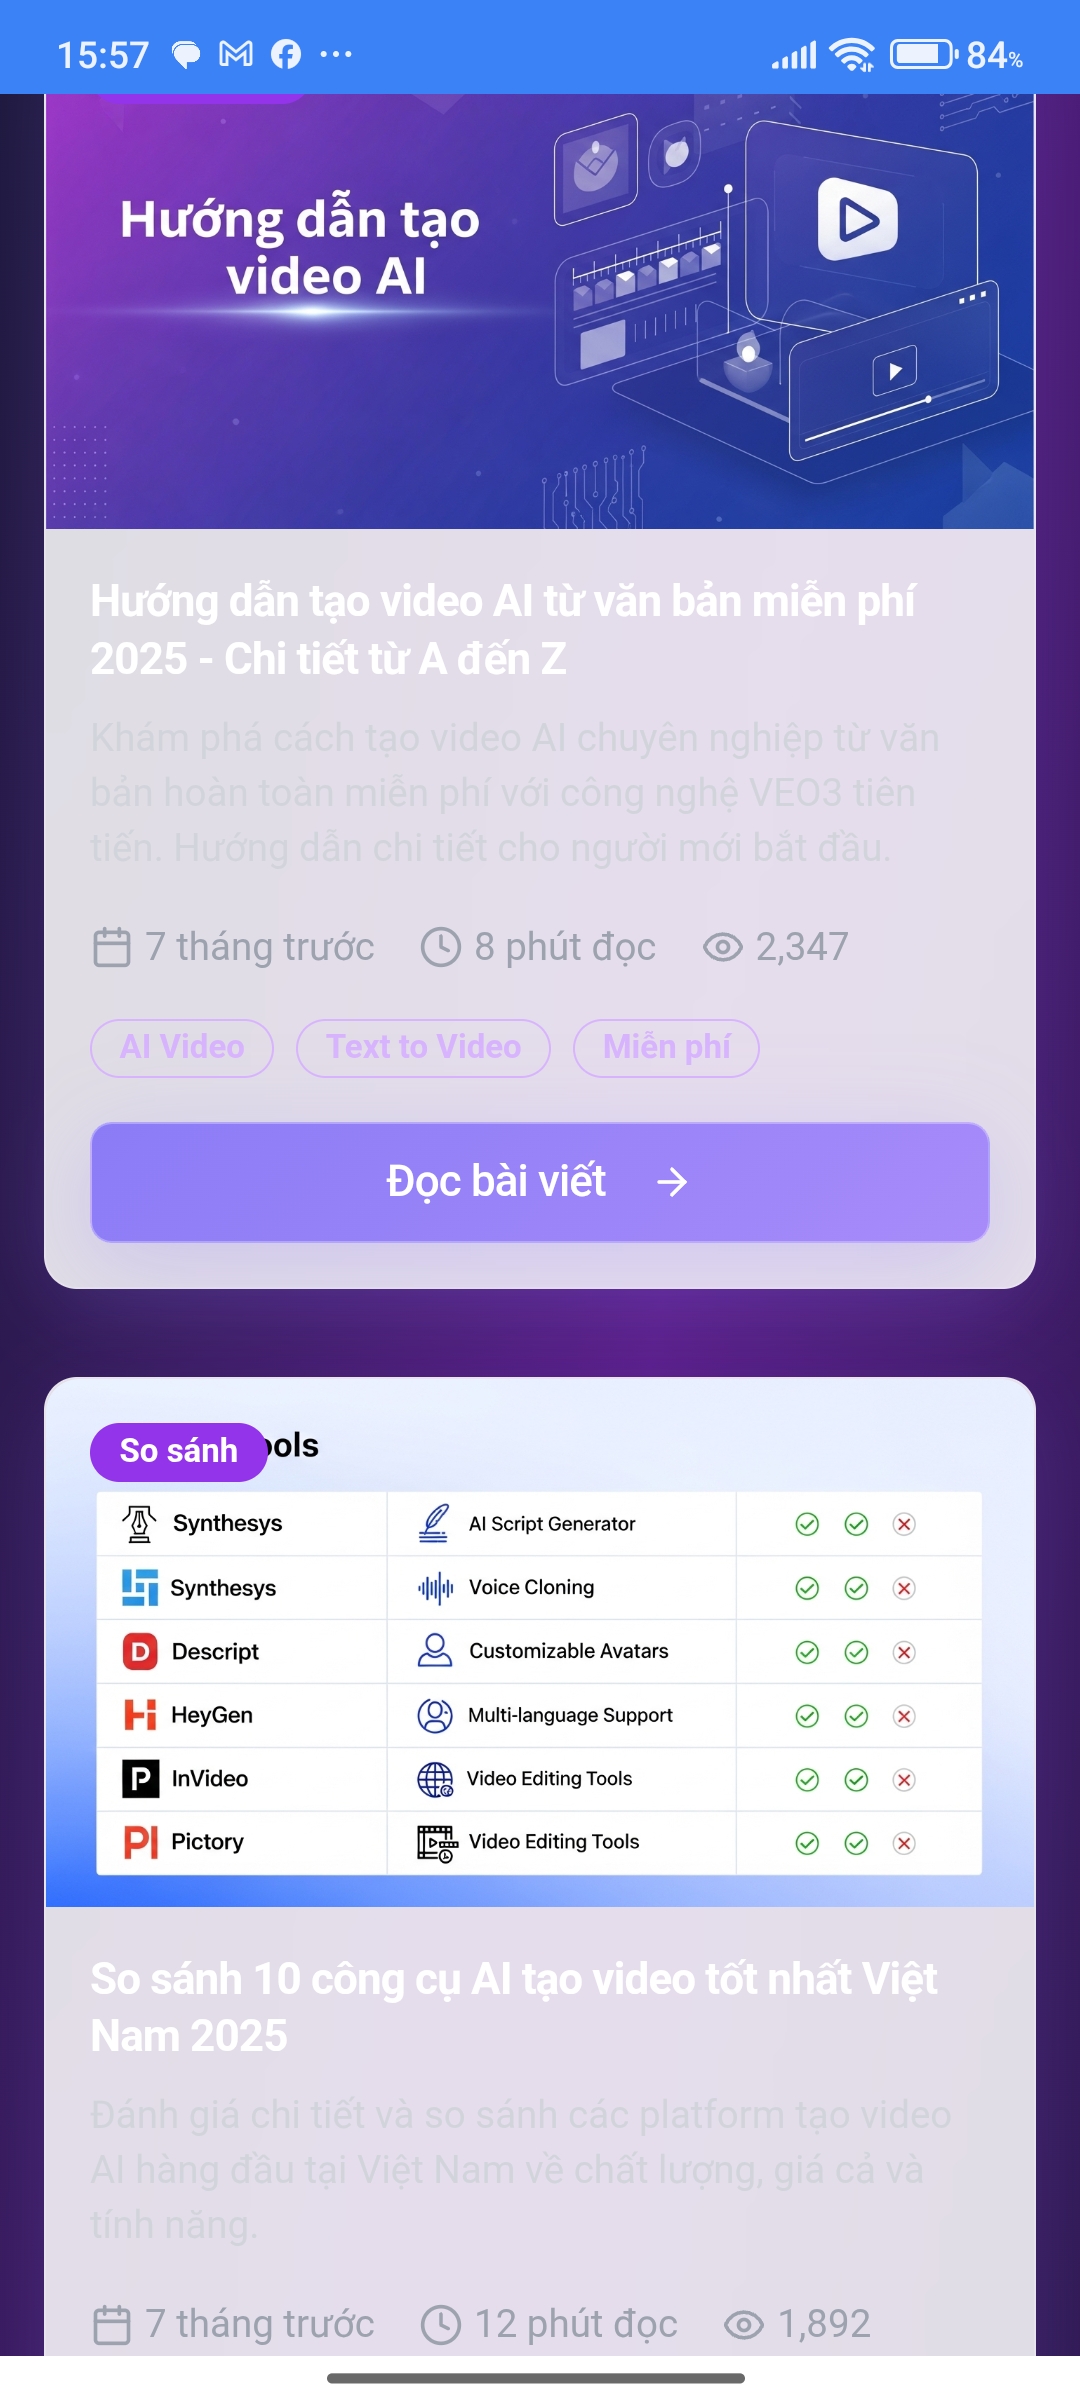 15:57
84%
Hướng dẫn tạo
video AI
Hướng dẫn tạo video AI từ văn bản miễn phí
2025 - Chi tiết từ A đến Z
Khám phá cách tạo video AI chuyên nghiệp từ văn
bản hoàn toàn miễn phí với công nghệ VEO3 tiên
tiến. Hướng dẫn chi tiết cho người mới bắt đầu.
7 tháng trước 8 phút đọc 2,347
AI Video Text to Video Miễn phí
Đọc bài viết →
So sánh ools
Synthesys AI Script Generator
Synthesys Voice Cloning
Descript Customizable Avatars
HeyGen Multi-language Support
InVideo Video Editing Tools
Pictory Video Editing Tools
So sánh 10 công cụ AI tạo video tốt nhất Việt
Nam 2025
Đánh giá chi tiết và so sánh các platform tạo video
AI hàng đầu tại Việt Nam về chất lượng, giá cả và
tính năng.
7 tháng trước 12 phút đọc 1,892